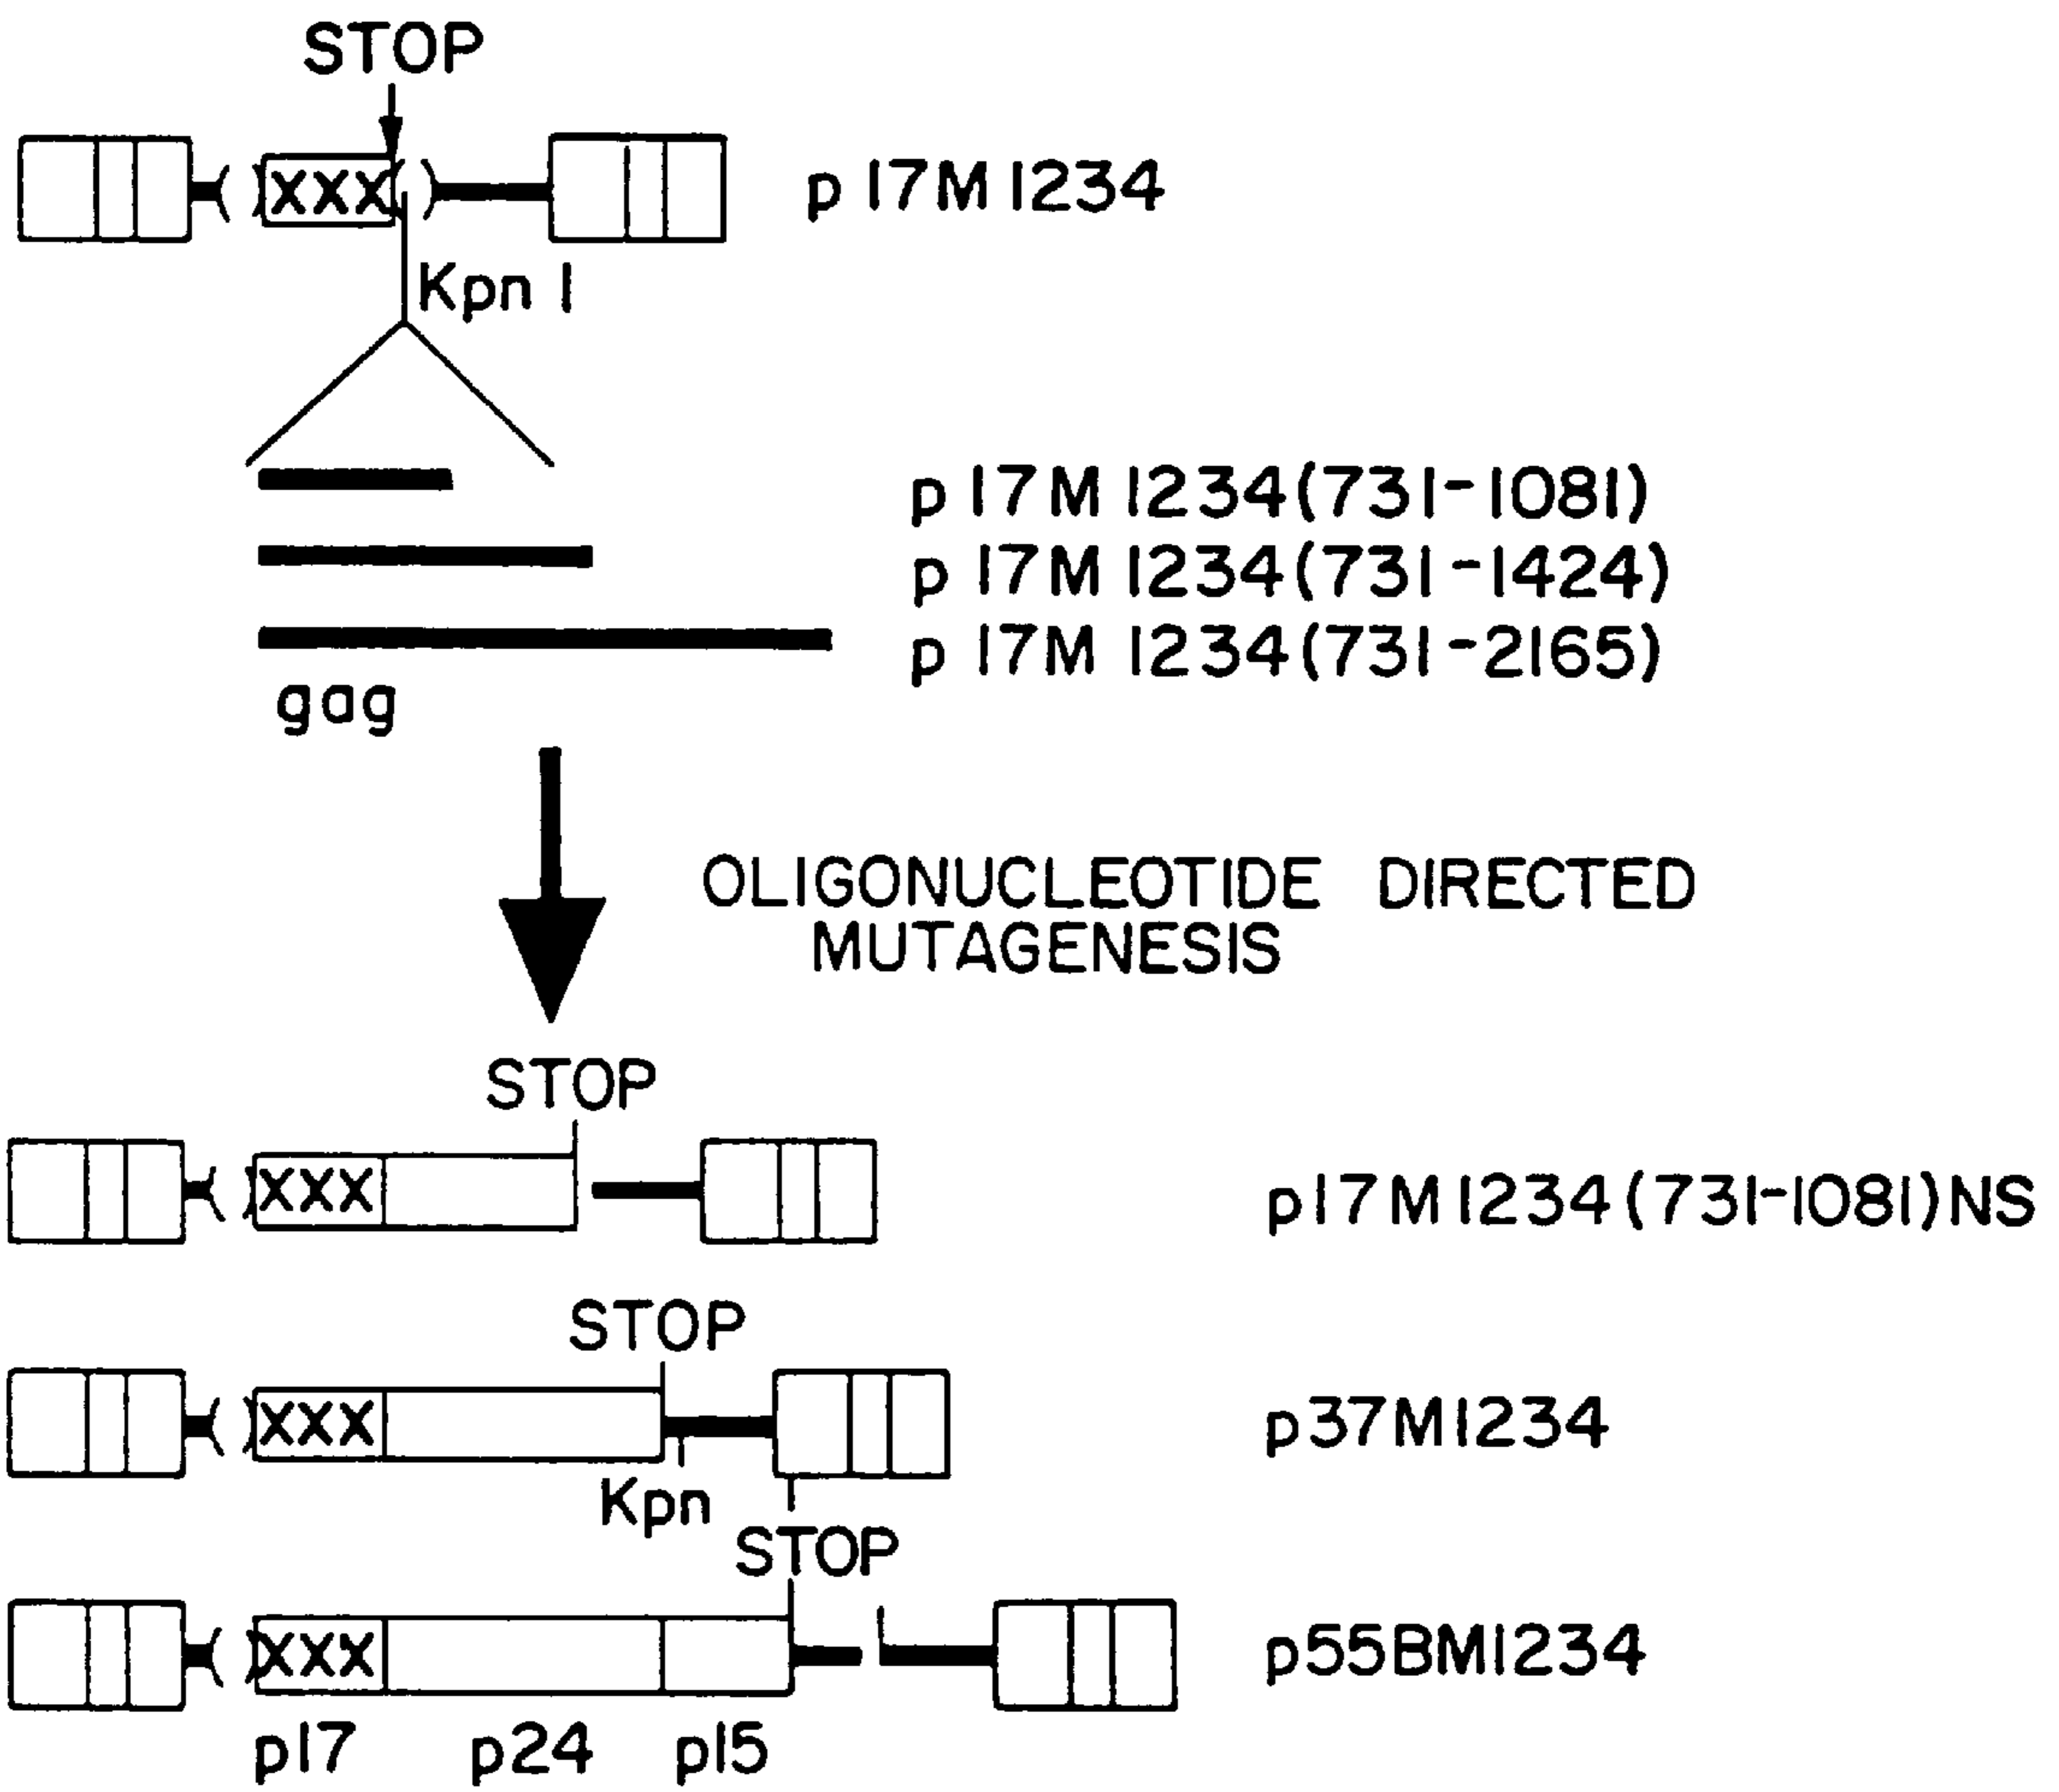 STOP
XXX
p17M1234
Kpn I
p17M1234(731-1081)
p17M1234(731-1424)
p17M1234(731-2165)
gag
OLIGONUCLEOTIDE DIRECTED
MUTAGENESIS
STOP
XXX
p17M1234(731-1081)NS
STOP
XXX
p37M1234
Kpn
STOP
XXX
p55BM1234
p17 p24 p15